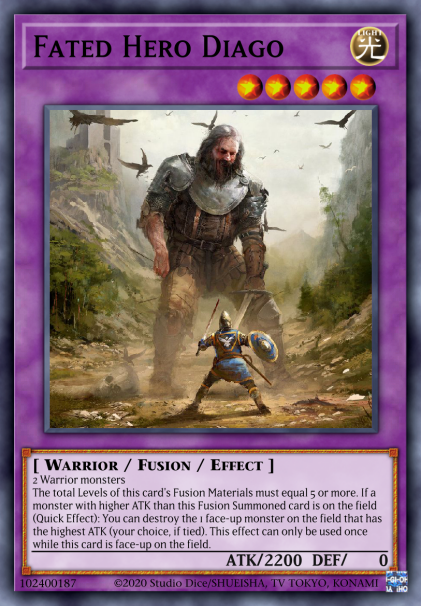 FATED HERO DIAGO
LIGHT
光
[ WARRIOR / FUSION / EFFECT ]
2 Warrior monsters
The total Levels of this card's Fusion Materials must equal 5 or more. If a
monster with higher ATK than this Fusion Summoned card is on the field
(Quick Effect): You can destroy the 1 face-up monster on the field that has
the highest ATK (your choice, if tied). This effect can only be used once
while this card is face-up on the field.
ATK/2200 DEF/ 0
102400187 ©2020 Studio Dice/SHUEISHA, TV TOKYO, KONAMI